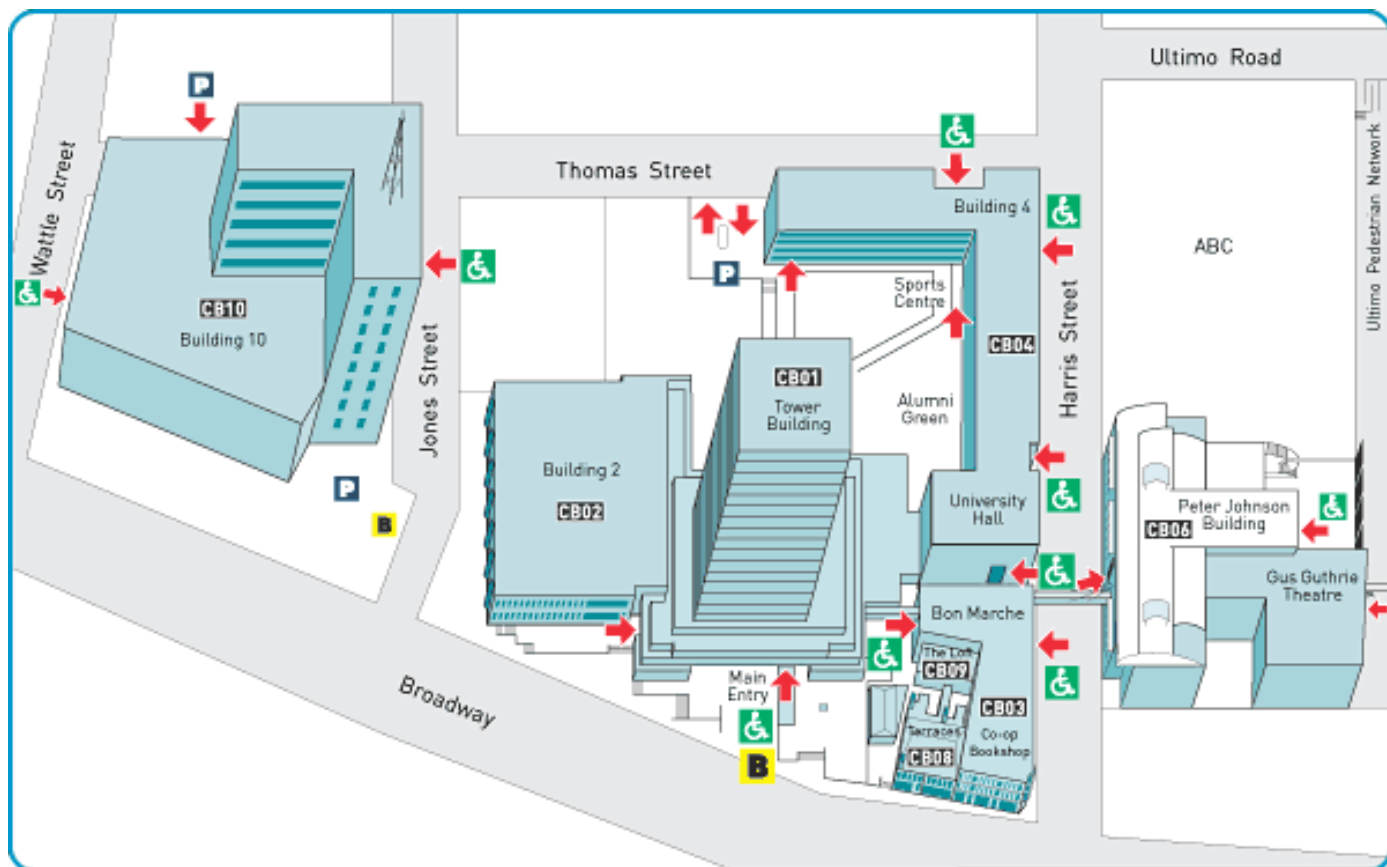 Ultimo Road
P
Wattle Street
Thomas Street
Building 4
Ultimo Pedestrian Network
ABC
P
Sports
Centre
CB10
Building 10
CB04
Harris Street
Jones Street
CB01
Tower
Building
Alumni
Green
Building 2
CB02
P
B
University
Hall
Peter Johnson
Building
CB06
Gus Guthrie
Theatre
Bon Marche
The Loft
CB09
Main
Entry
CB03
Terraces
CB08
Co-op
Bookshop
Broadway
B